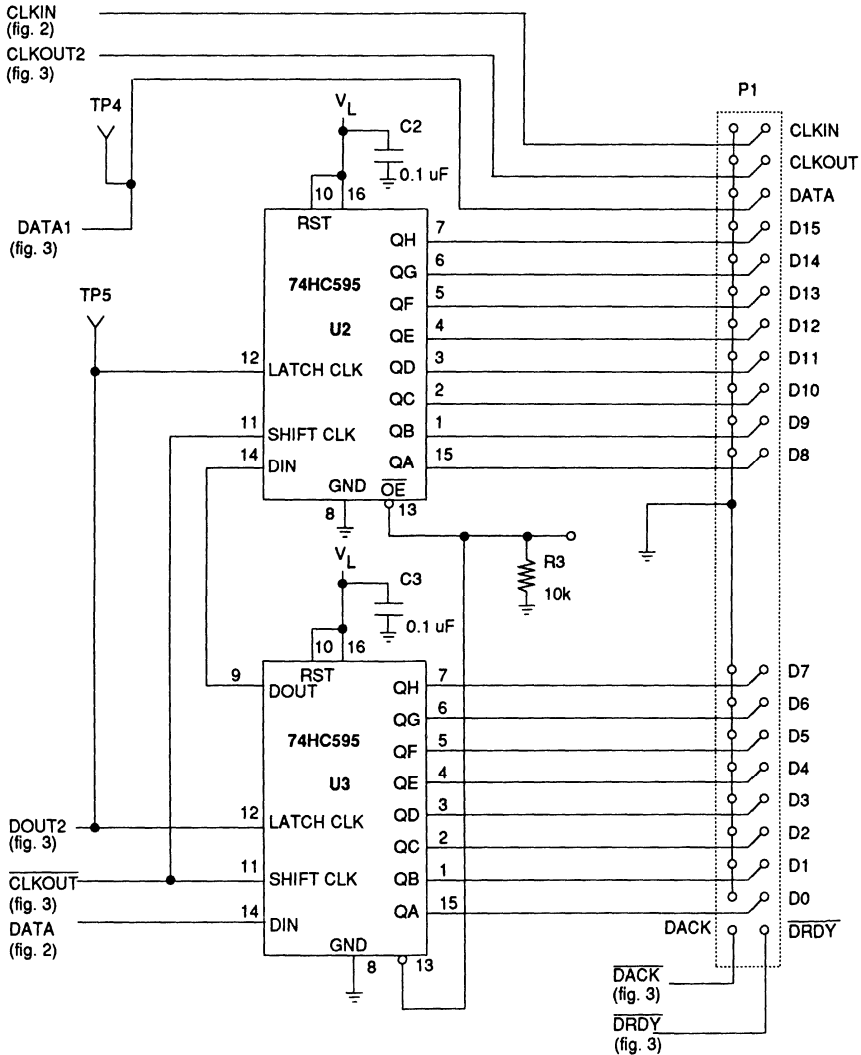 CLKIN
(fig. 2)
CLKOUT2
(fig. 3)
TP4
DATA1
(fig. 3)
VL
C2
0.1 uF
10 16
RST
74HC595
U2
12 LATCH CLK
11 SHIFT CLK
14 DIN
GND
8
OE
13
QH 7
QG 6
QF 5
QE 4
QD 3
QC 2
QB 1
QA 15
TP5
P1
CLKIN
CLKOUT
DATA
D15
D14
D13
D12
D11
D10
D9
D8
R3
10k
VL
C3
0.1 uF
10 16
RST
9 DOUT
74HC595
U3
12 LATCH CLK
11 SHIFT CLK
14 DIN
GND
8
13
QH 7
QG 6
QF 5
QE 4
QD 3
QC 2
QB 1
QA 15
DOUT2
(fig. 3)
CLKOUT
(fig. 3)
DATA
(fig. 2)
D7
D6
D5
D4
D3
D2
D1
D0
DACK
DRDY
DACK
(fig. 3)
DRDY
(fig. 3)